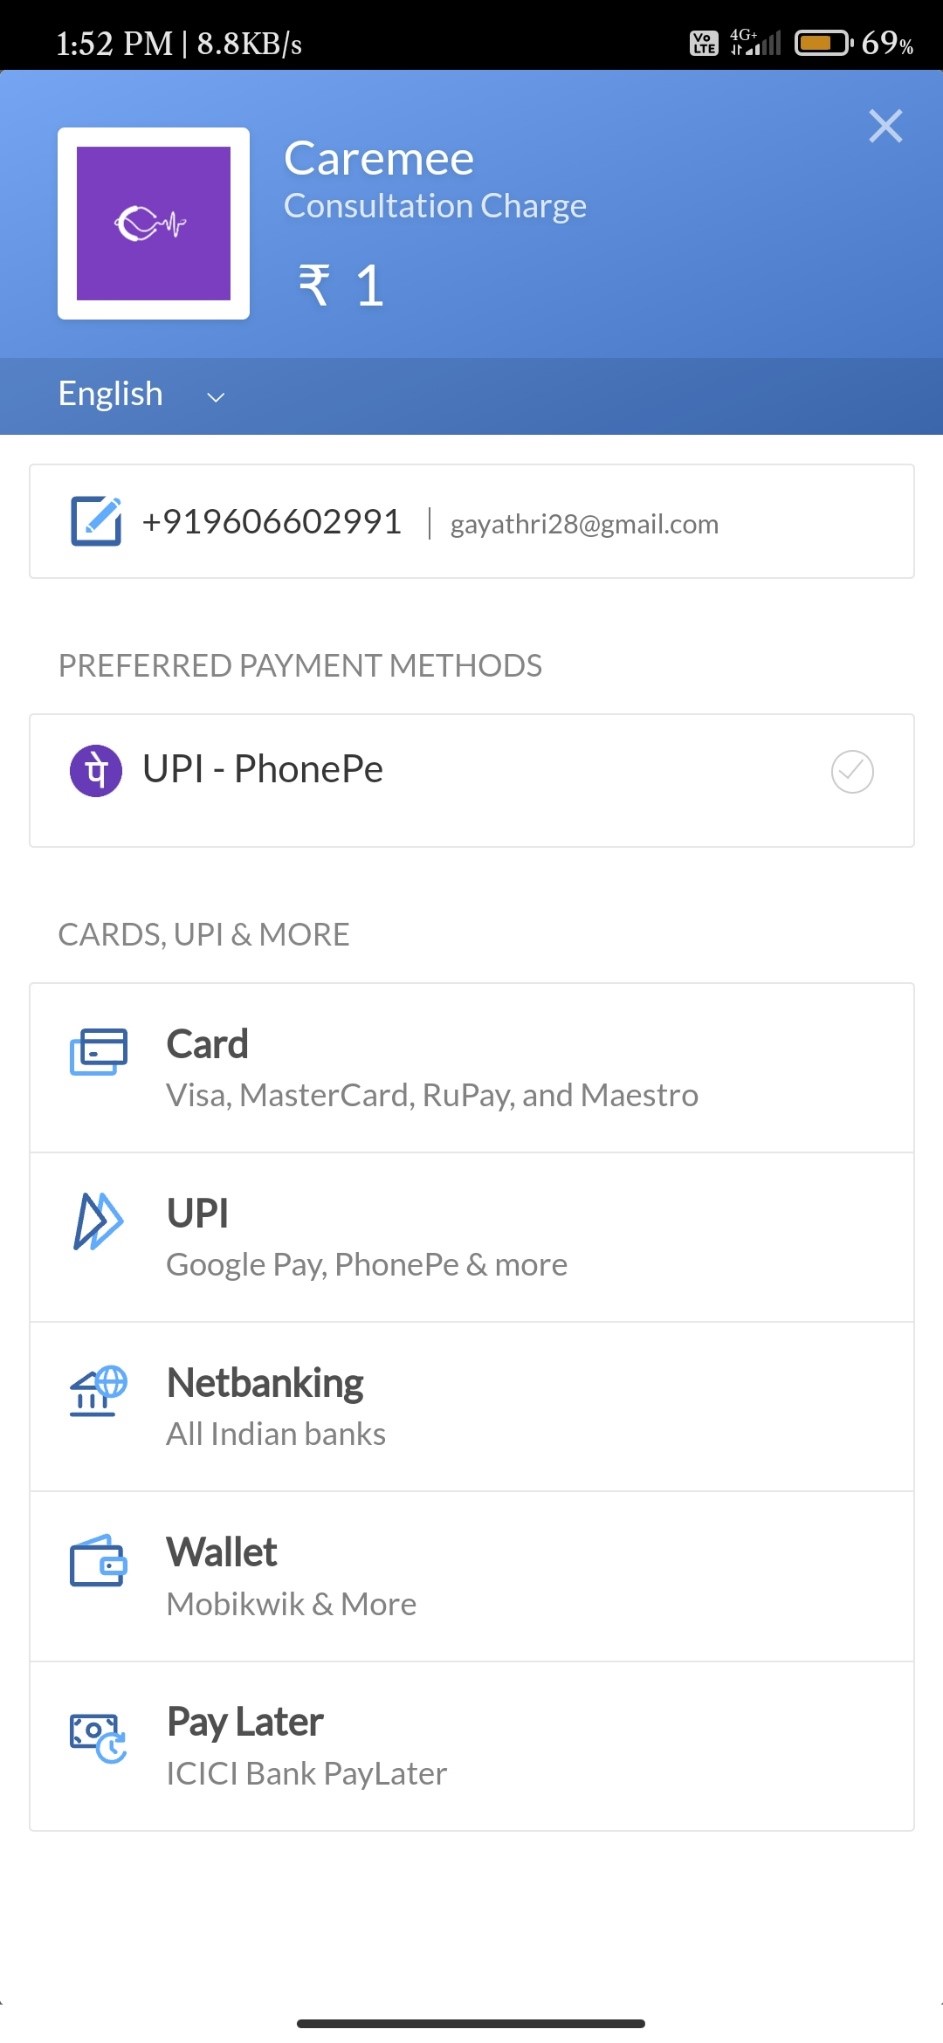 1:52 PM | 8.8KB/s Vo LTE 4G+ 69%
Caremee
Consultation Charge
₹ 1
English
+919606602991 | gayathri28@gmail.com
PREFERRED PAYMENT METHODS
पे UPI - PhonePe
CARDS, UPI & MORE
Card
Visa, MasterCard, RuPay, and Maestro
UPI
Google Pay, PhonePe & more
Netbanking
All Indian banks
Wallet
Mobikwik & More
Pay Later
ICICI Bank PayLater